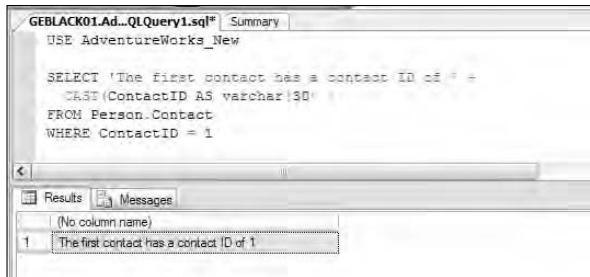 GEBLACK01.Ad...QLQuery1.sql* Summary
USE AdventureWorks_New
SELECT 'The first contact has a contact ID of ' +
CAST(ContactID AS varchar(30)
FROM Person.Contact
WHERE ContactID = 1
Results Messages
(No column name)
1 The first contact has a contact ID of 1